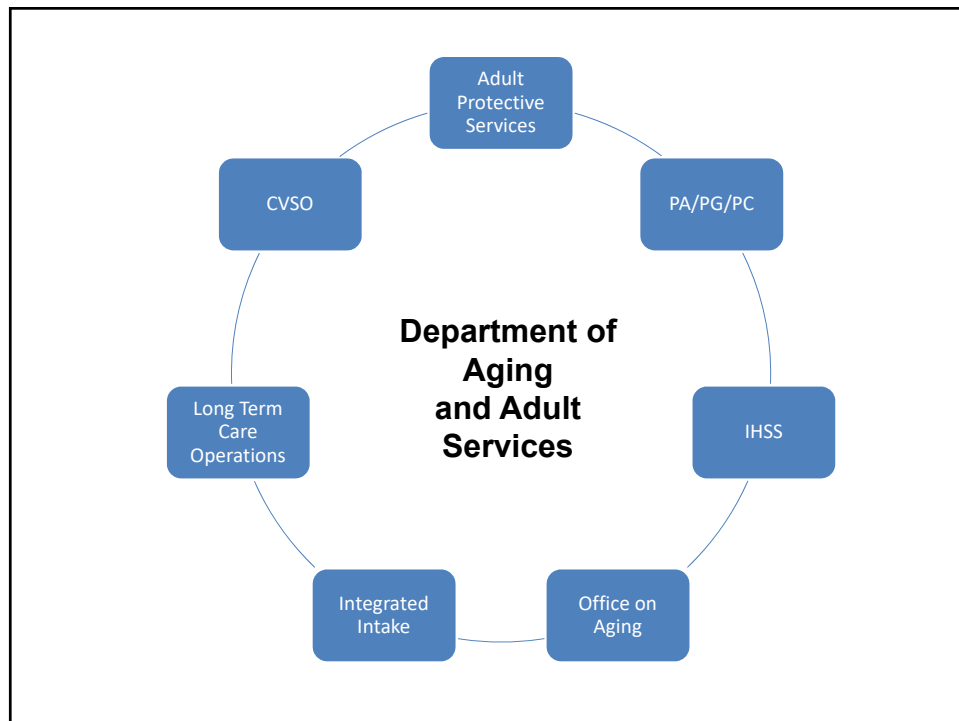 Adult
Protective
Services
CVSO
PA/PG/PC
Department of
Aging
and Adult
Services
Long Term
Care
Operations
IHSS
Integrated
Intake
Office on
Aging